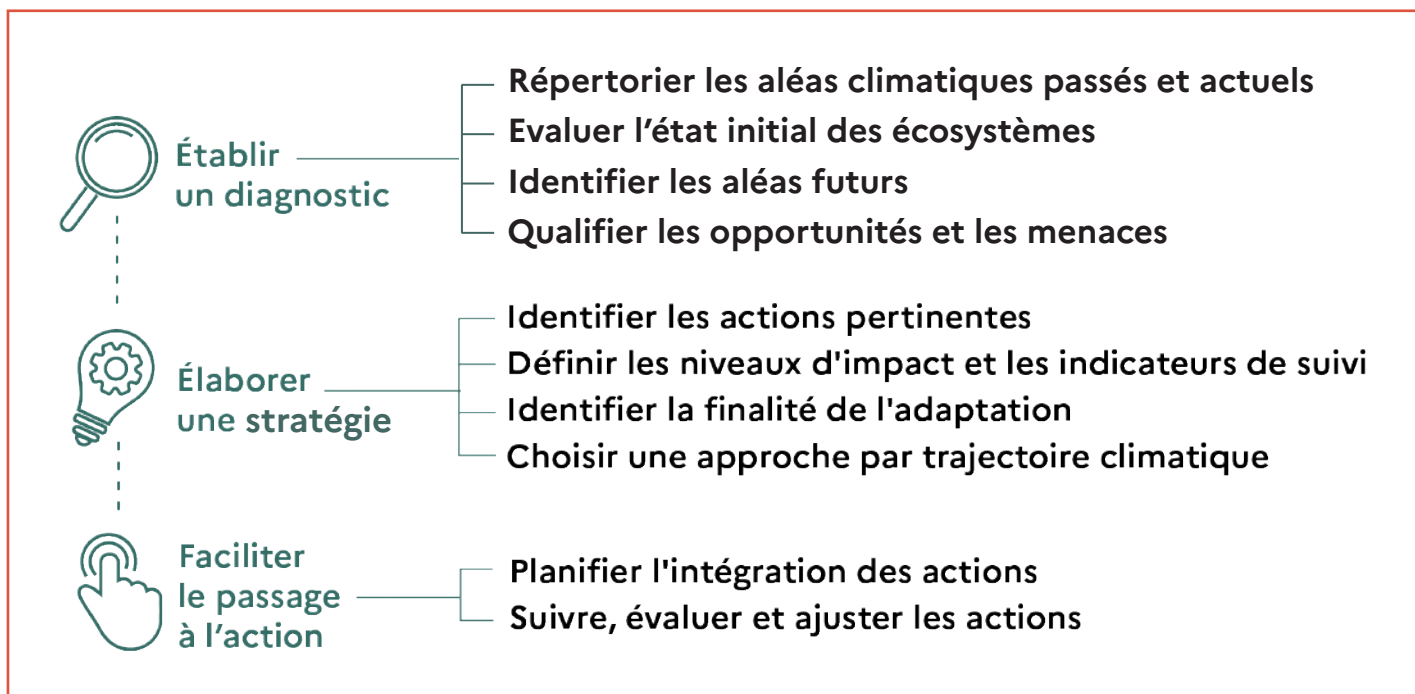 Établir
un diagnostic
Répertorier les aléas climatiques passés et actuels
Evaluer l’état initial des écosystèmes
Identifier les aléas futurs
Qualifier les opportunités et les menaces
Élaborer
une stratégie
Identifier les actions pertinentes
Définir les niveaux d'impact et les indicateurs de suivi
Identifier la finalité de l'adaptation
Choisir une approche par trajectoire climatique
Faciliter
le passage
à l’action
Planifier l'intégration des actions
Suivre, évaluer et ajuster les actions